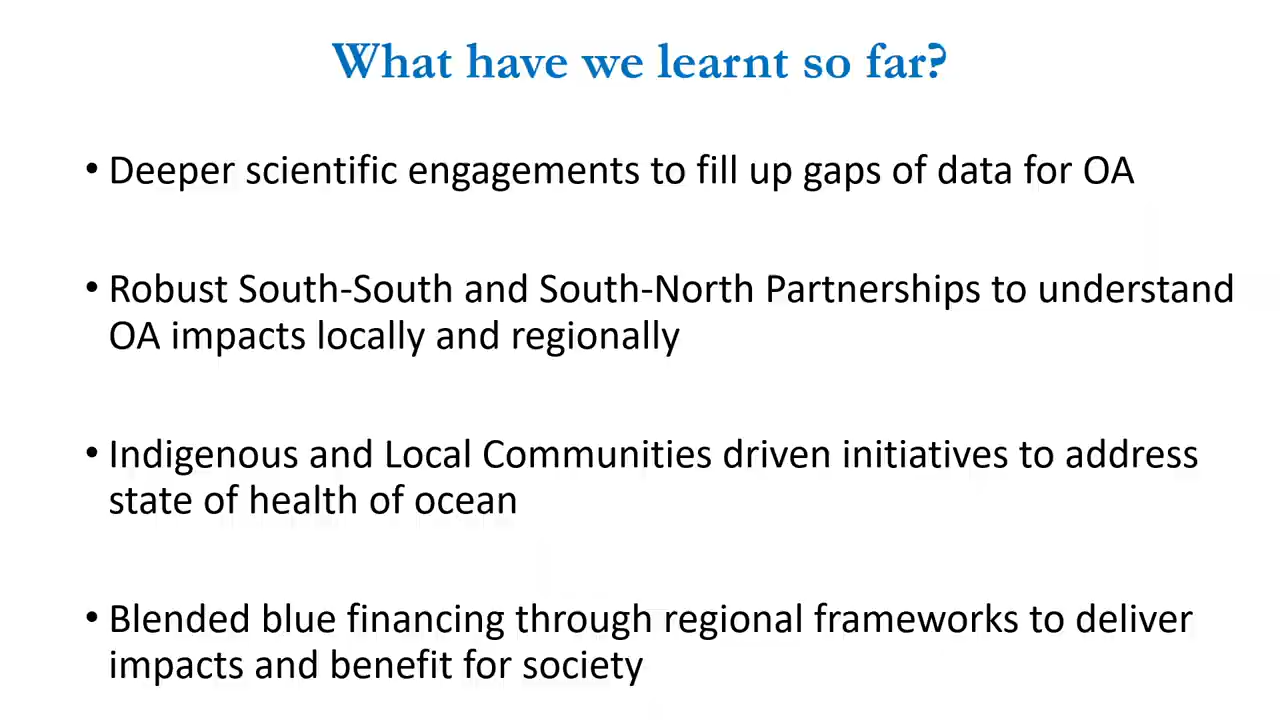 What have we learnt so far?
• Deeper scientific engagements to fill up gaps of data for OA
• Robust South-South and South-North Partnerships to understand
OA impacts locally and regionally
• Indigenous and Local Communities driven initiatives to address
state of health of ocean
• Blended blue financing through regional frameworks to deliver
impacts and benefit for society